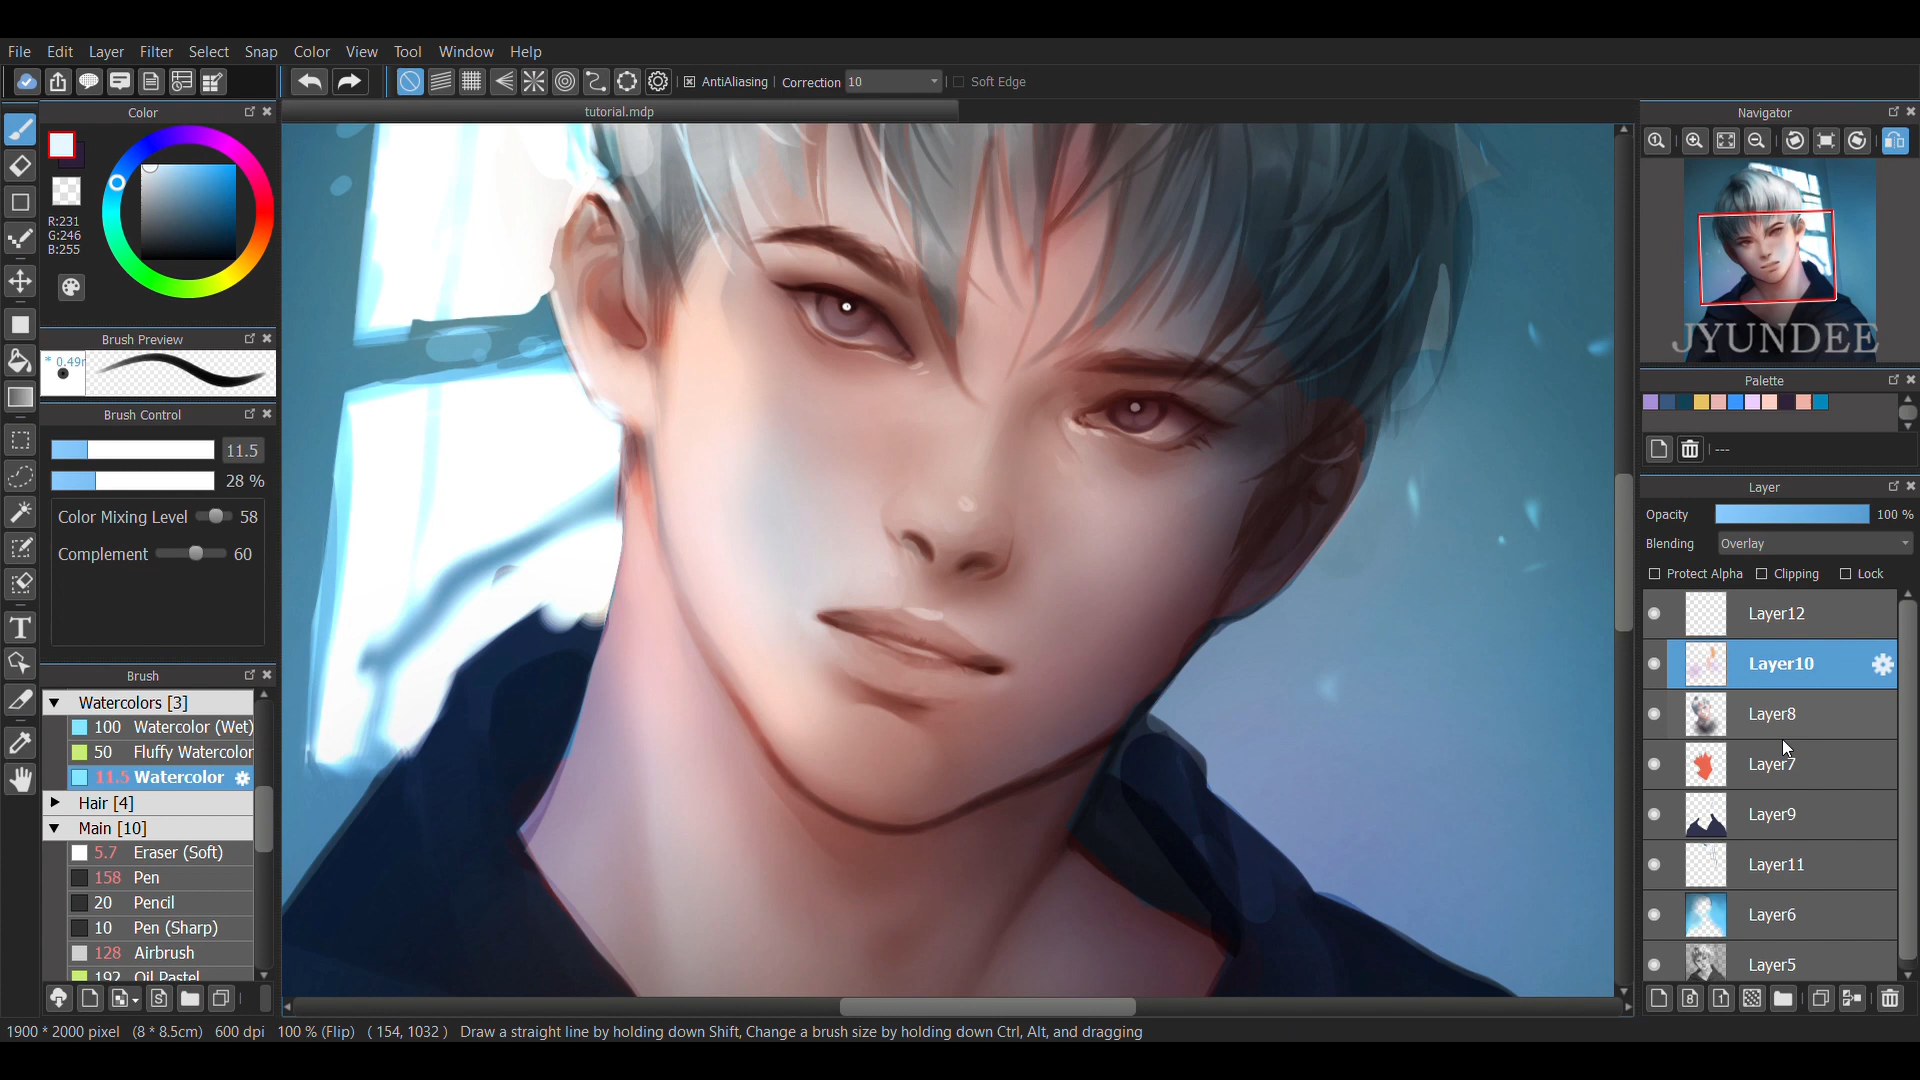 File Edit Layer Filter Select Snap Color View Tool Window Help
AntiAliasing Correction 10 Soft Edge
Color
tutorial.mdp
Navigator
R:231
G:246
B:255
Brush Preview
* 0.49
JYUNDEE
Palette
Brush Control
11.5
28 %
---
Color Mixing Level 58
Complement 60
Layer
Opacity 100 %
Blending Overlay
Protect Alpha Clipping Lock
Layer12
Layer10
Layer8
Layer7
Layer9
Layer11
Layer6
Layer5
Brush
Watercolors [3]
100 Watercolor (Wet)
50 Fluffy Watercolor
11.5 Watercolor
Hair [4]
Main [10]
5.7 Eraser (Soft)
158 Pen
20 Pencil
10 Pen (Sharp)
128 Airbrush
192 Oil Pastel
1900 * 2000 pixel (8 * 8.5cm) 600 dpi 100 % (Flip) ( 154, 1032 ) Draw a straight line by holding down Shift, Change a brush size by holding down Ctrl, Alt, and dragging